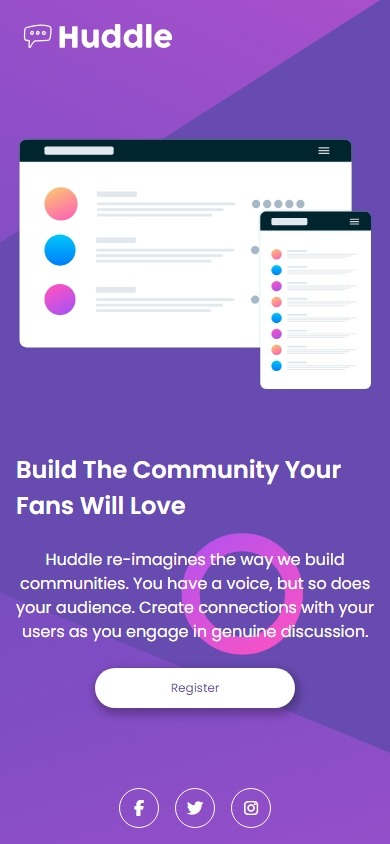 Huddle
Build The Community Your
Fans Will Love
Huddle re-imagines the way we build
communities. You have a voice, but so does
your audience. Create connections with your
users as you engage in genuine discussion.
Register